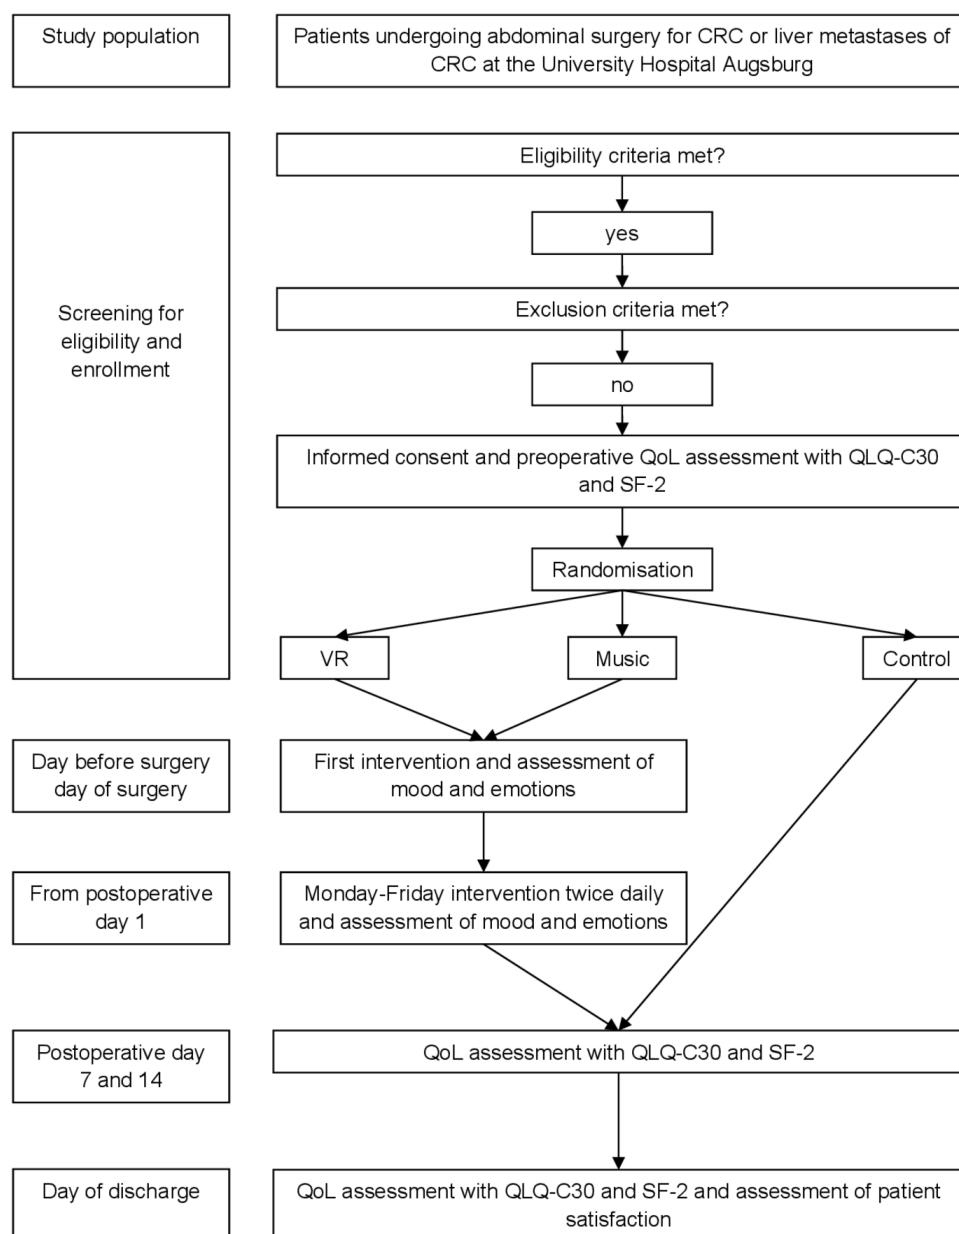 Study population
Patients undergoing abdominal surgery for CRC or liver metastases of
CRC at the University Hospital Augsburg
Screening for
eligibility and
enrollment
Eligibility criteria met?
yes
Exclusion criteria met?
no
Informed consent and preoperative QoL assessment with QLQ-C30
and SF-2
Randomisation
VR
Music
Control
Day before surgery
day of surgery
First intervention and assessment of
mood and emotions
From postoperative
day 1
Monday-Friday intervention twice daily
and assessment of mood and emotions
Postoperative day
7 and 14
QoL assessment with QLQ-C30 and SF-2
Day of discharge
QoL assessment with QLQ-C30 and SF-2 and assessment of patient
satisfaction